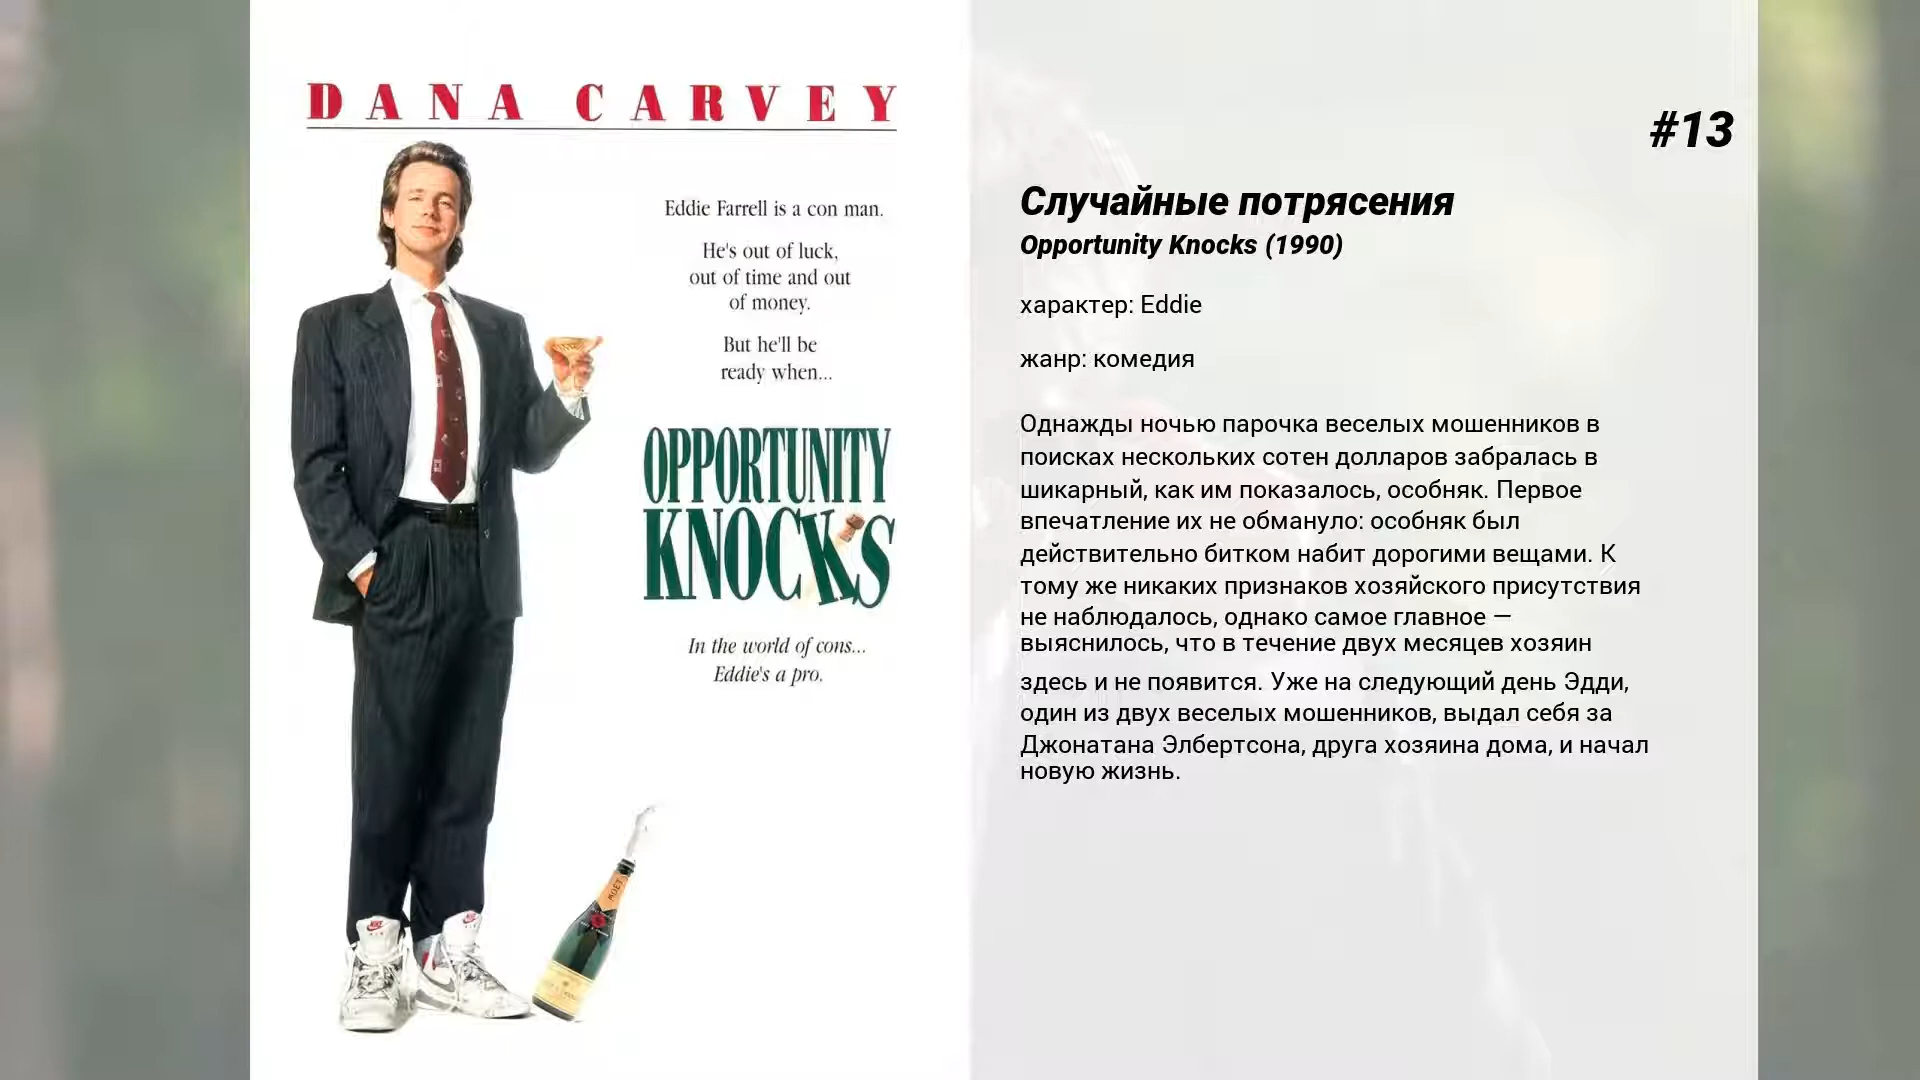 DANA CARVEY
Eddie Farrell is a con man.
He's out of luck,
out of time and out
of money.
But he'll be
ready when...
OPPORTUNITY
KNOCKS
In the world of cons...
Eddie's a pro.
MOËT
NIKE
NIKE
#13
Случайные потрясения
Opportunity Knocks (1990)
характер: Eddie
жанр: комедия
Однажды ночью парочка веселых мошенников в
поисках нескольких сотен долларов забралась в
шикарный, как им показалось, особняк. Первое
впечатление их не обмануло: особняк был
действительно битком набит дорогими вещами. К
тому же никаких признаков хозяйского присутствия
не наблюдалось, однако самое главное —
выяснилось, что в течение двух месяцев хозяин
здесь и не появится. Уже на следующий день Эдди,
один из двух веселых мошенников, выдал себя за
Джонатана Элбертсона, друга хозяина дома, и начал
новую жизнь.